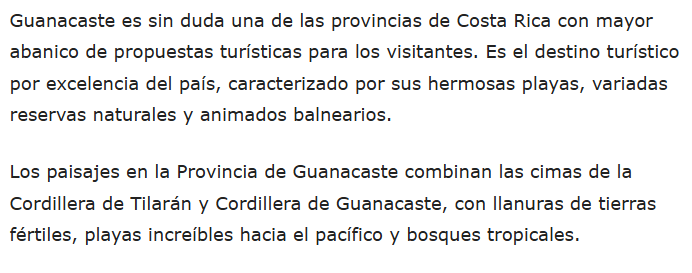 Guanacaste es sin duda una de las provincias de Costa Rica con mayor
abanico de propuestas turísticas para los visitantes. Es el destino turístico
por excelencia del país, caracterizado por sus hermosas playas, variadas
reservas naturales y animados balnearios.
Los paisajes en la Provincia de Guanacaste combinan las cimas de la
Cordillera de Tilarán y Cordillera de Guanacaste, con llanuras de tierras
fértiles, playas increíbles hacia el pacífico y bosques tropicales.